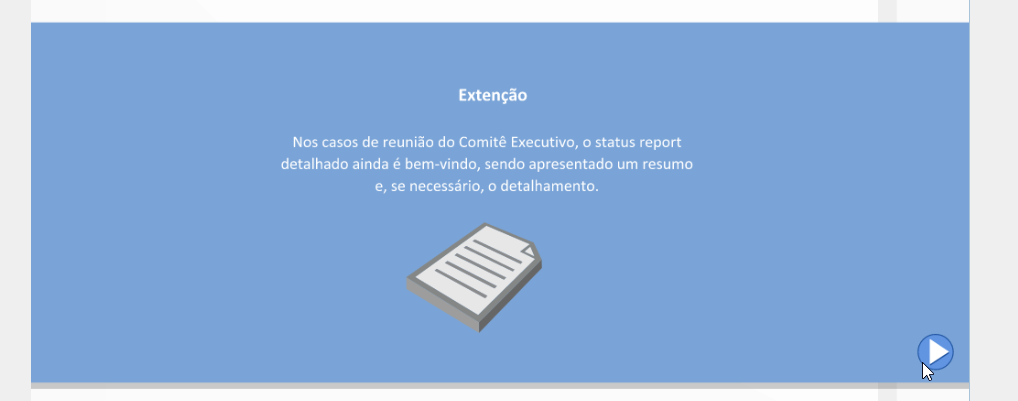 Extenção
Nos casos de reunião do Comitê Executivo, o status report
detalhado ainda é bem-vindo, sendo apresentado um resumo
e, se necessário, o detalhamento.